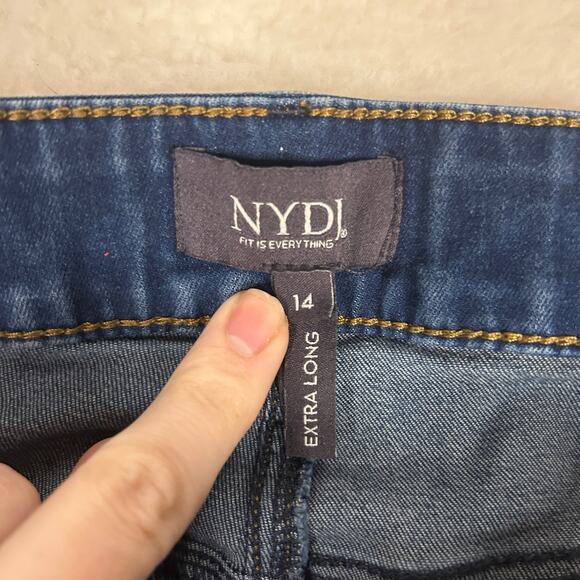 NYDJ®
FIT IS EVERYTHING
14
EXTRA LONG